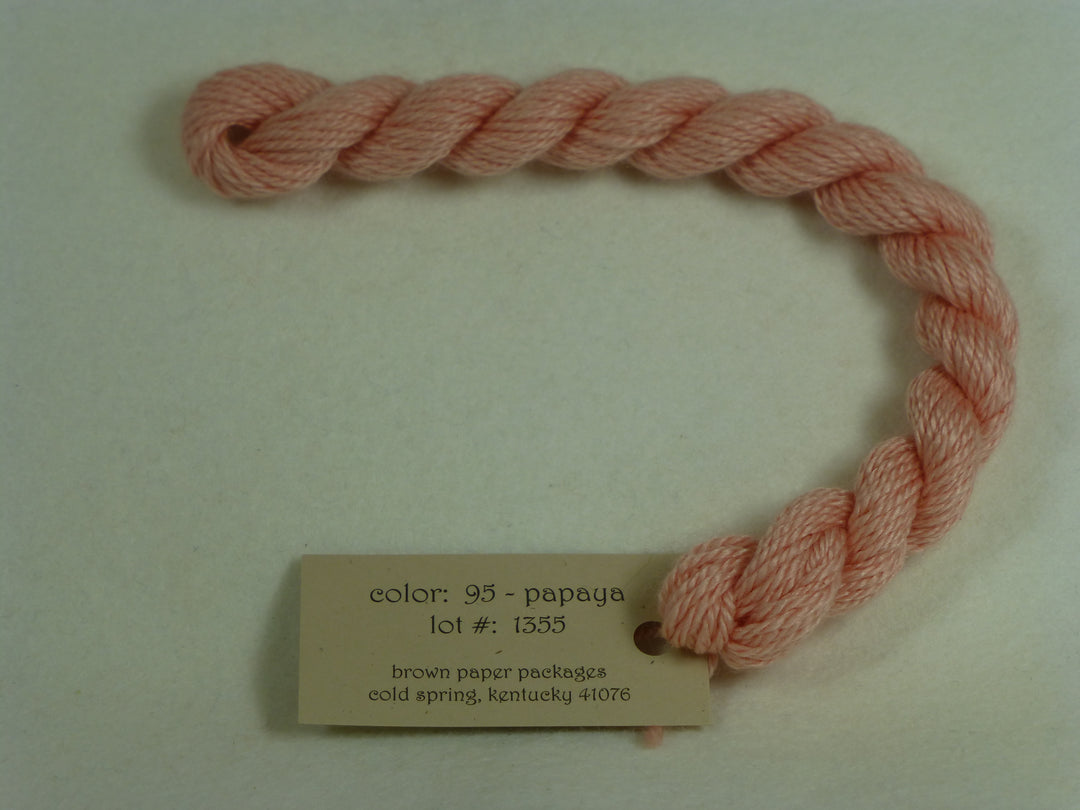 color: 95 - papaya
lot #: 1355
brown paper packages
cold spring, kentucky 41076